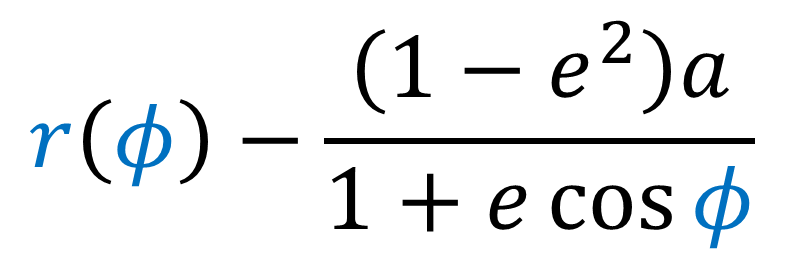 r(ϕ) − (1 − e²)a / 1 + e cos ϕ